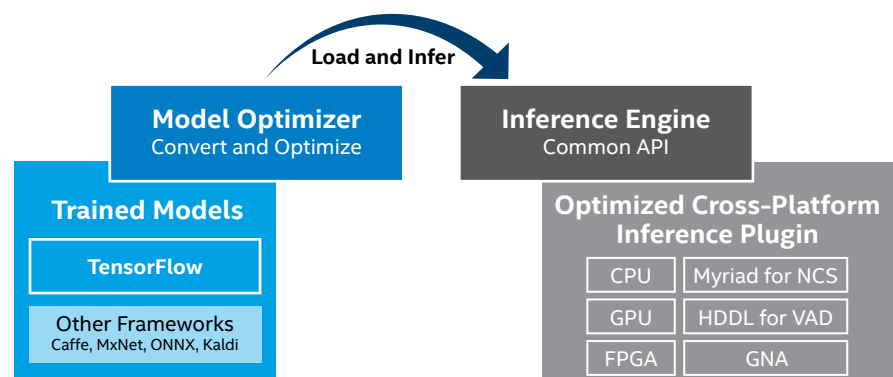 Load and Infer
Model Optimizer
Convert and Optimize
Inference Engine
Common API
Trained Models
TensorFlow
Other Frameworks
Caffe, MxNet, ONNX, Kaldi
Optimized Cross-Platform
Inference Plugin
CPU
Myriad for NCS
GPU
HDDL for VAD
FPGA
GNA